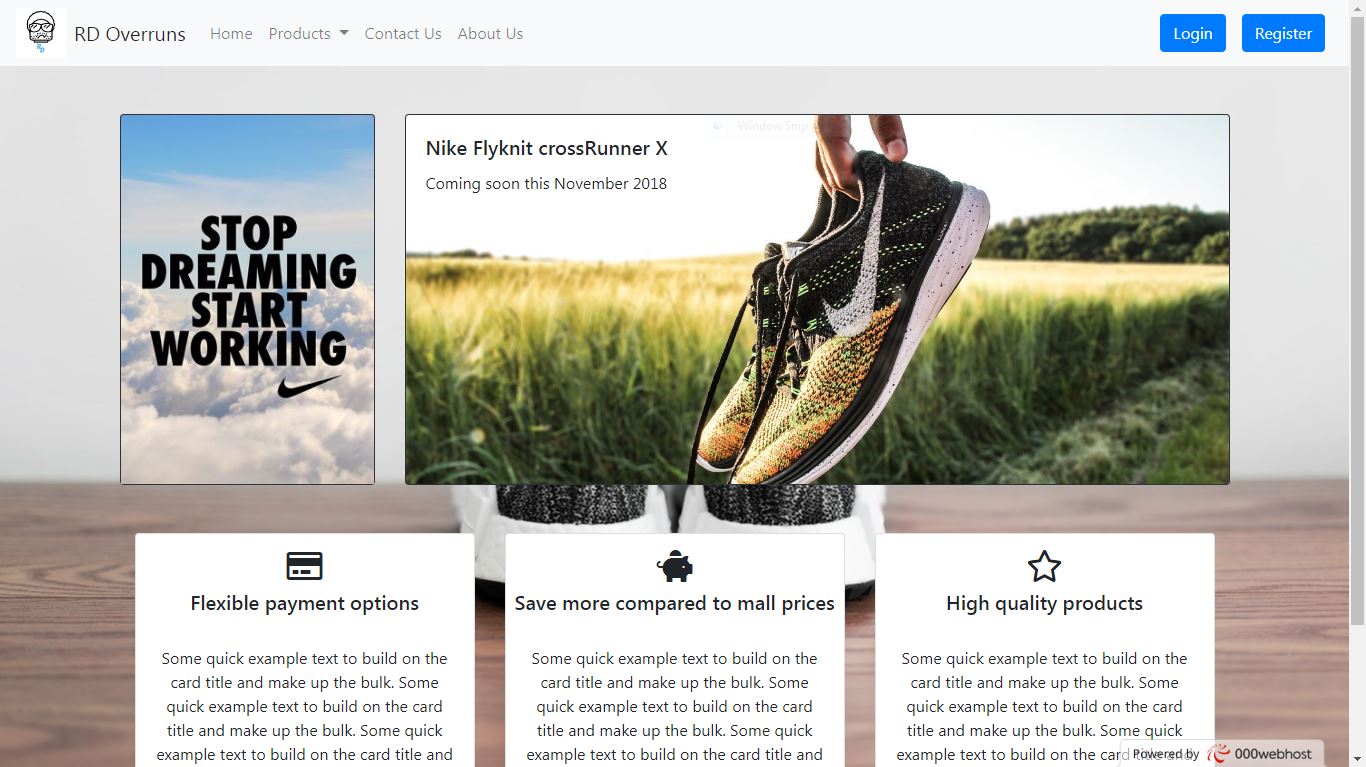 RD Overruns
Home
Products
Contact Us
About Us
Login
Register
STOP
DREAMING
START
WORKING
Nike Flyknit crossRunner X
Coming soon this November 2018
Window Snip
Flexible payment options
Some quick example text to build on the
card title and make up the bulk. Some
quick example text to build on the card
title and make up the bulk. Some quick
example text to build on the card title and
Save more compared to mall prices
Some quick example text to build on the
card title and make up the bulk. Some
quick example text to build on the card
title and make up the bulk. Some quick
example text to build on the card title and
High quality products
Some quick example text to build on the
card title and make up the bulk. Some
quick example text to build on the card
title and make up the bulk. Some quick
example text to build on the card title and
Powered by 000webhost